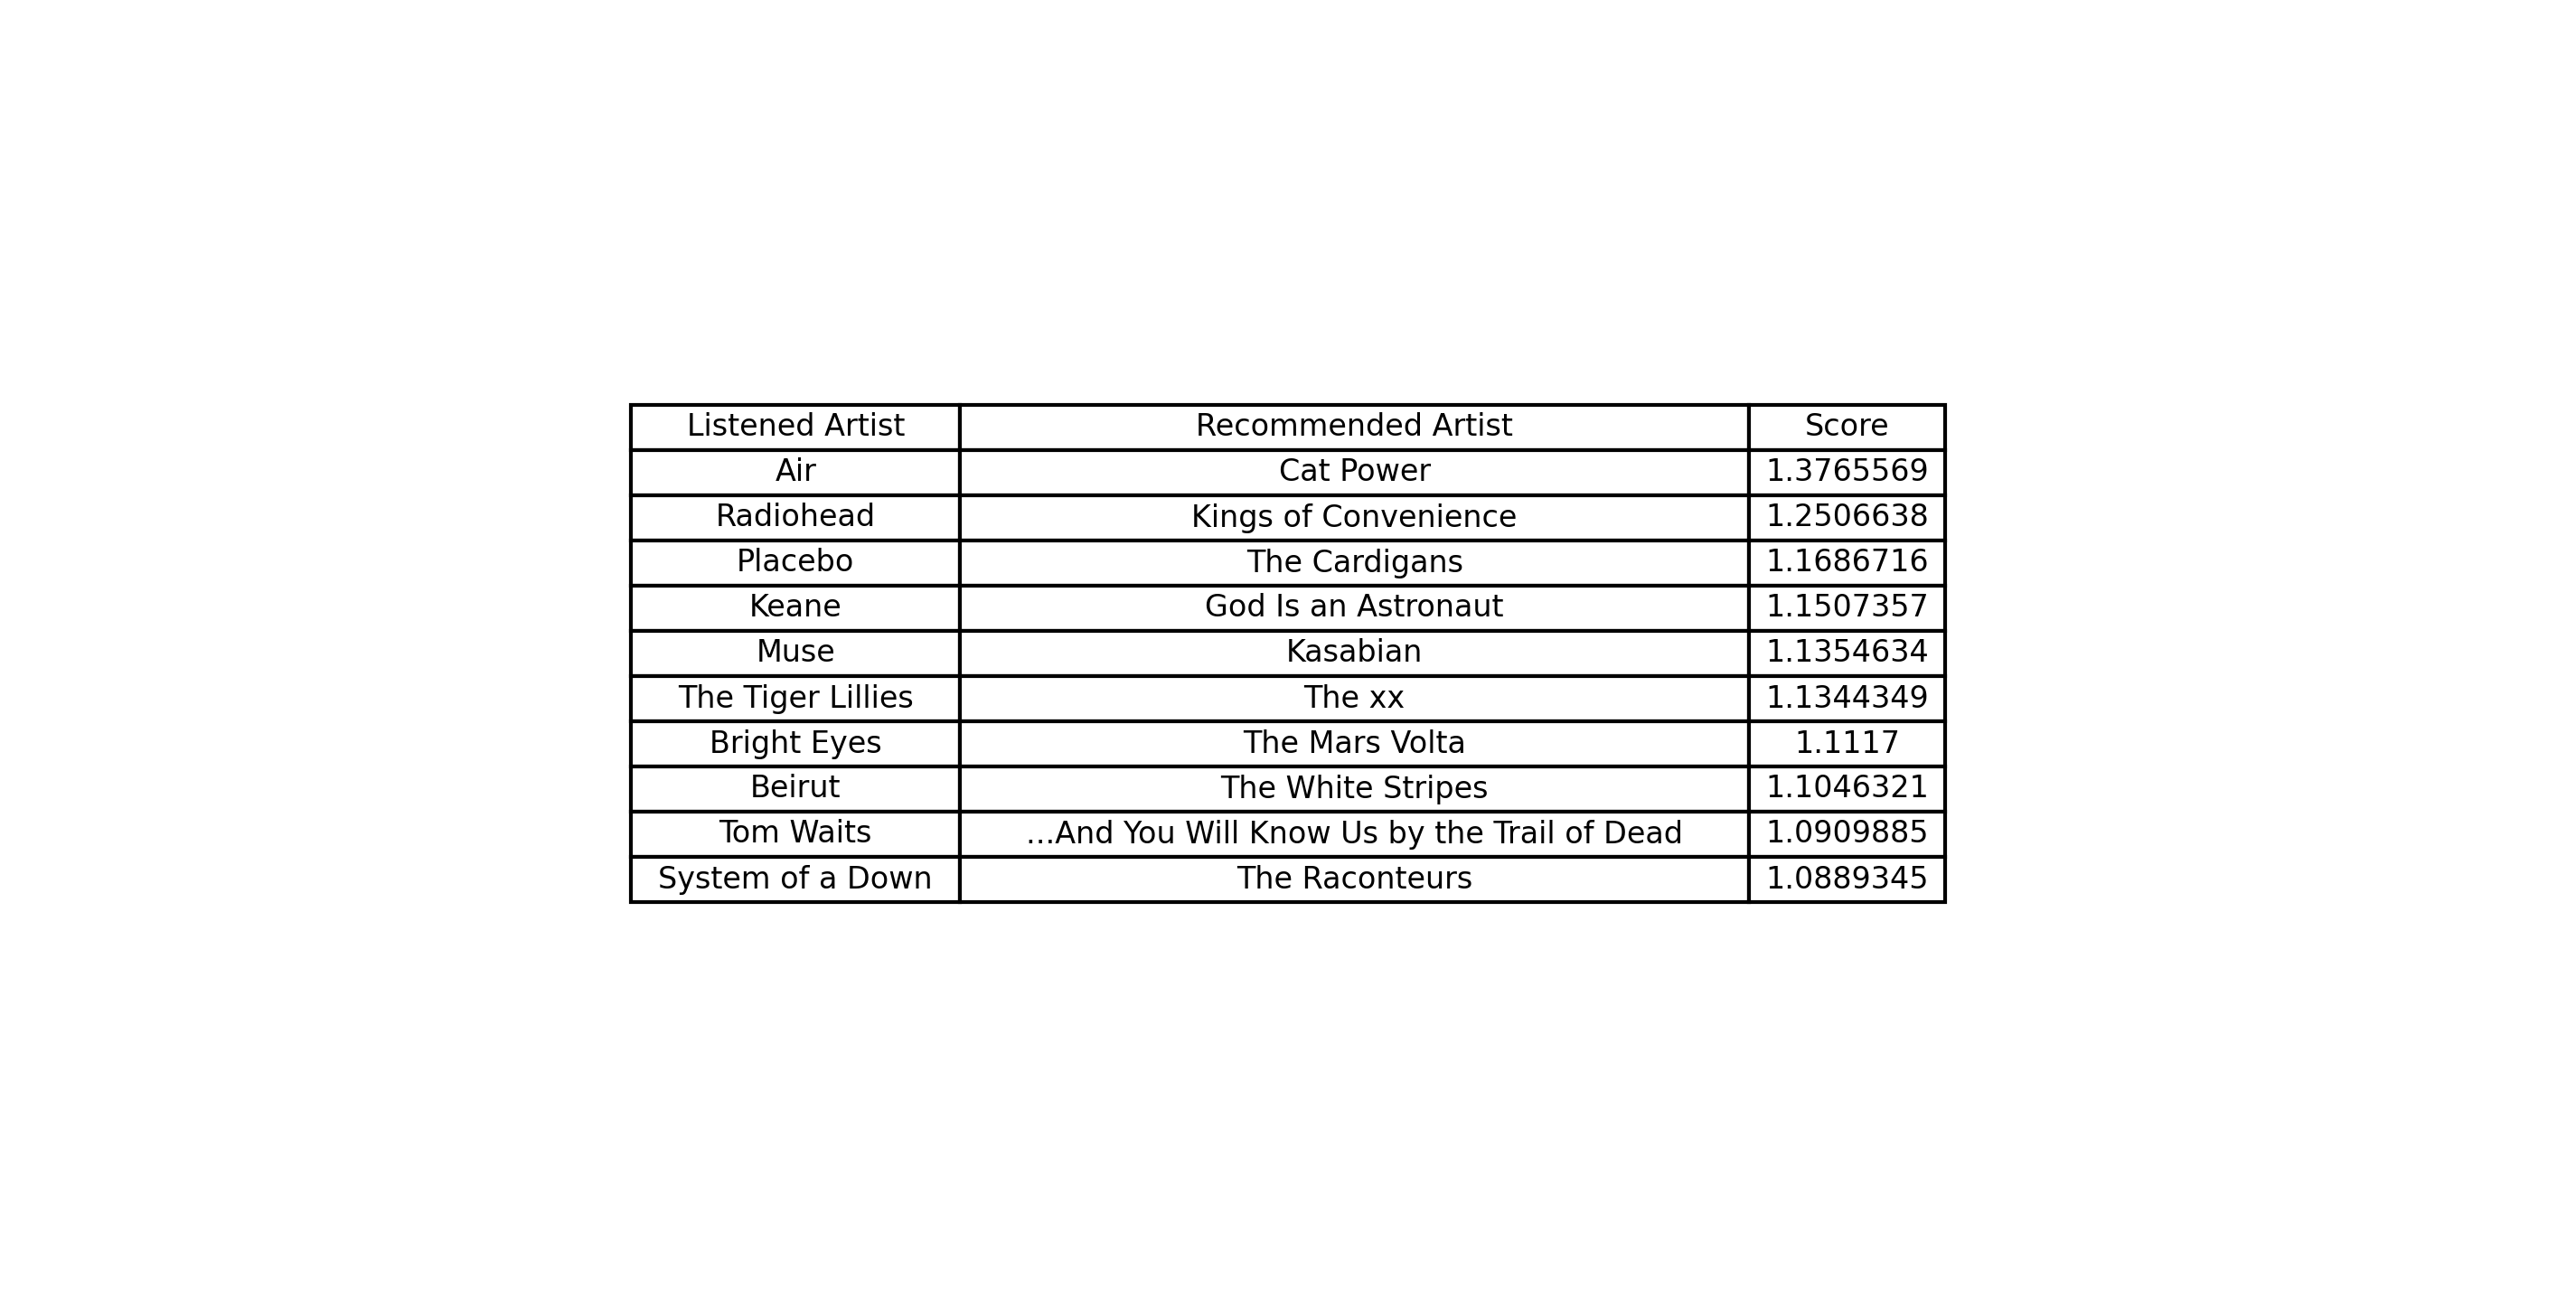 Listened Artist Recommended Artist Score
Air Cat Power 1.3765569
Radiohead Kings of Convenience 1.2506638
Placebo The Cardigans 1.1686716
Keane God Is an Astronaut 1.1507357
Muse Kasabian 1.1354634
The Tiger Lillies The xx 1.1344349
Bright Eyes The Mars Volta 1.1117
Beirut The White Stripes 1.1046321
Tom Waits ...And You Will Know Us by the Trail of Dead 1.0909885
System of a Down The Raconteurs 1.0889345